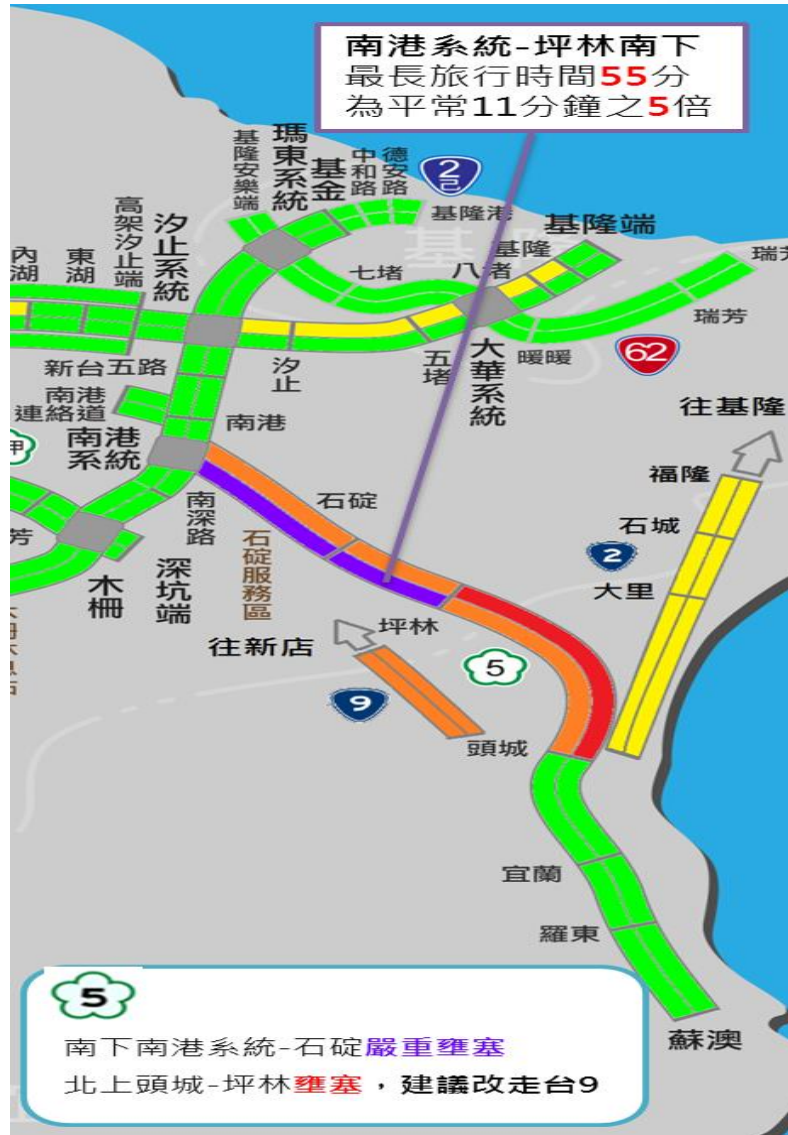 南港系統-坪林南下
最長旅行時間55分
為平常11分鐘之5倍
基隆安樂端
瑪東系統
基金
中和路
德安路
2己
基隆港
基隆端
高架汐止端
汐止系統
內湖
東湖
七堵
八堵
基隆
基隆
瑞芳
新台五路
汐止
五堵
大華系統
暖暖
62
往基隆
南港連絡道
南港
南港系統
甲
石碇
福隆
石城
南深路
石碇服務區
2
大里
芳
木柵
深坑端
坪林
往新店
5
9
頭城
宜蘭
羅東
蘇澳
5
南下南港系統-石碇嚴重壅塞
北上頭城-坪林壅塞，建議改走台9